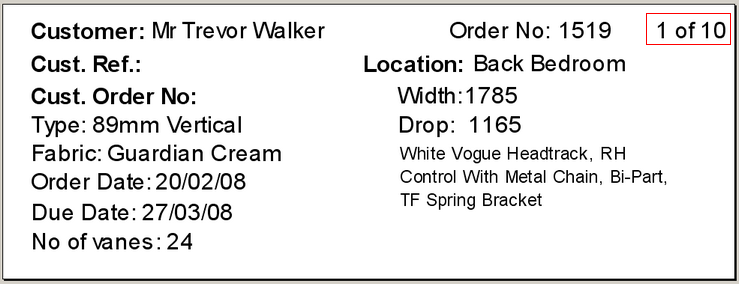 Customer: Mr Trevor Walker
Order No: 1519
1 of 10
Cust. Ref.:
Location: Back Bedroom
Cust. Order No:
Width:1785
Type: 89mm Vertical
Drop: 1165
Fabric: Guardian Cream
White Vogue Headtrack, RH
Order Date: 20/02/08
Control With Metal Chain, Bi-Part,
TF Spring Bracket
Due Date: 27/03/08
No of vanes: 24